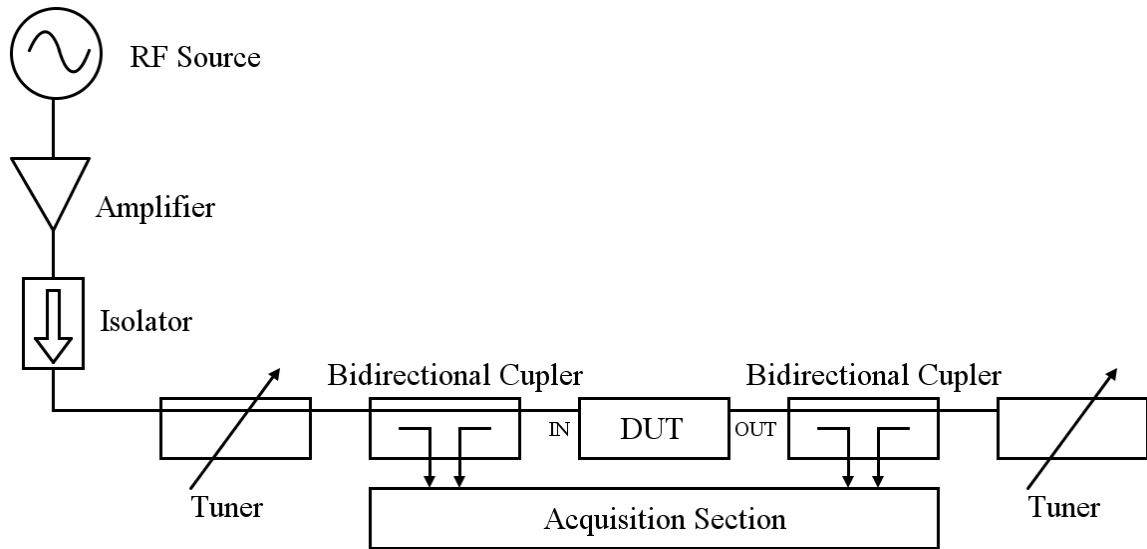 RF Source
Amplifier
Isolator
Bidirectional Cupler
Bidirectional Cupler
IN
DUT
OUT
Tuner
Tuner
Acquisition Section